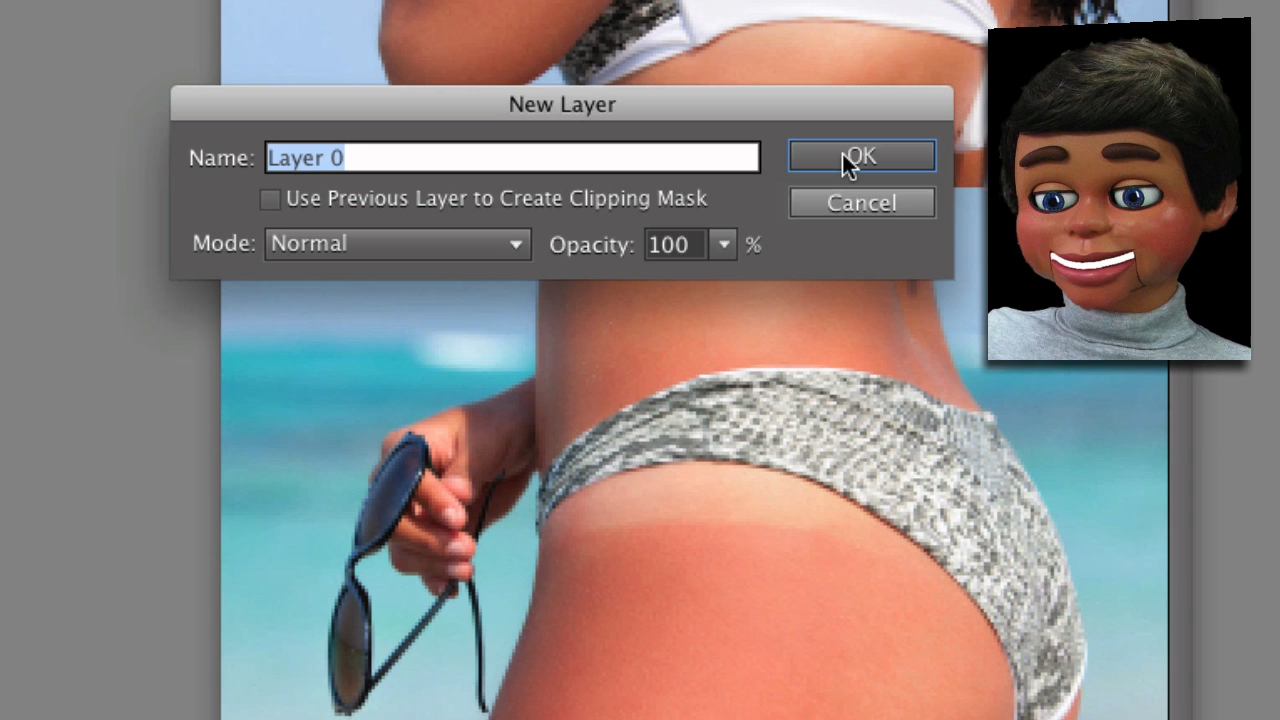 New Layer
Name: Layer 0
OK
Use Previous Layer to Create Clipping Mask
Cancel
Mode: Normal Opacity: 100 %